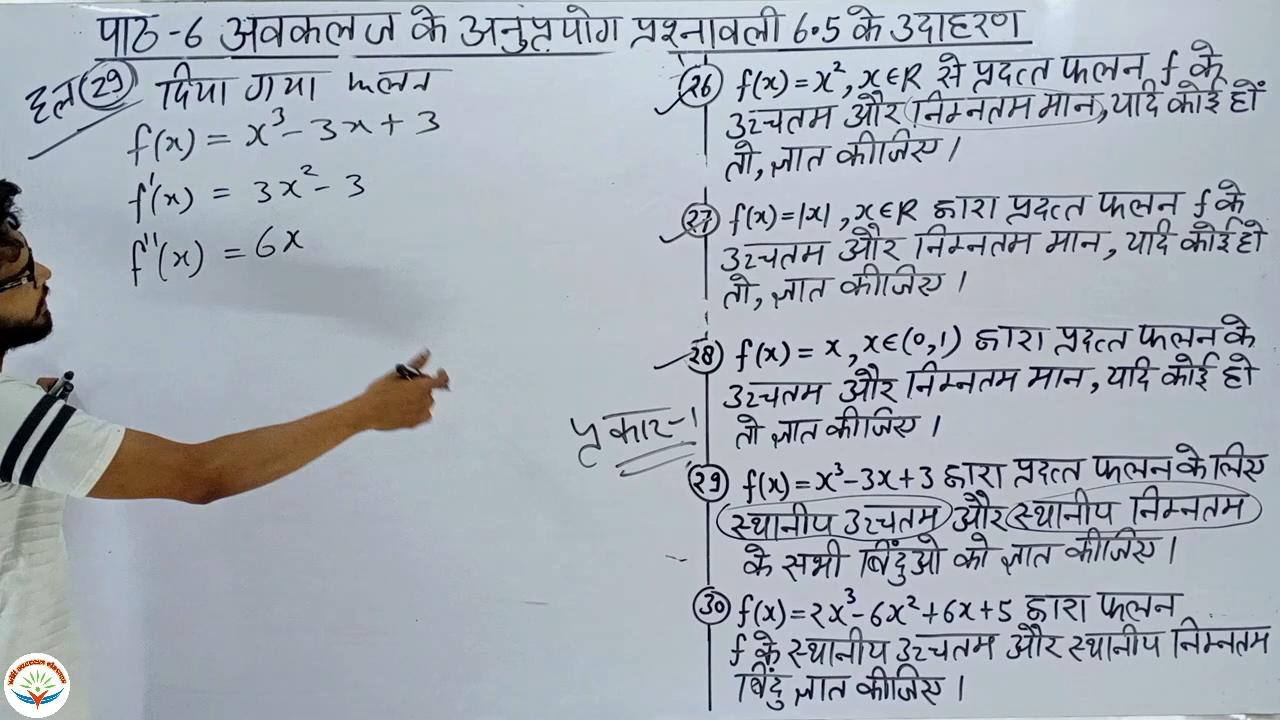 पाठ-6 अवकलज के अनुप्रयोग प्रश्नावली 6.5 के उदाहरण
हल (29) दिया गया फलन
f(x) = x³ - 3x + 3
f'(x) = 3x² - 3
f''(x) = 6x
(26) f(x) = x², x∈R से प्रदत्त फलन f के
उच्चतम और निम्नतम मान, यदि कोई हों
तो, ज्ञात कीजिए।
(27) f(x) = |x|, x∈R द्वारा प्रदत्त फलन f के
उच्चतम और निम्नतम मान, यदि कोई हो
तो, ज्ञात कीजिए।
(28) f(x) = x, x∈(0,1) द्वारा प्रदत्त फलन के
उच्चतम और निम्नतम मान, यदि कोई हो
तो ज्ञात कीजिए।
प्रकार-1
(29) f(x) = x³ - 3x + 3 द्वारा प्रदत्त फलन के लिए
स्थानीय उच्चतम और स्थानीय निम्नतम
के सभी बिंदुओ को ज्ञात कीजिए।
(30) f(x) = 2x³ - 6x² + 6x + 5 द्वारा फलन
f के स्थानीय उच्चतम और स्थानीय निम्नतम
बिंदु ज्ञात कीजिए।